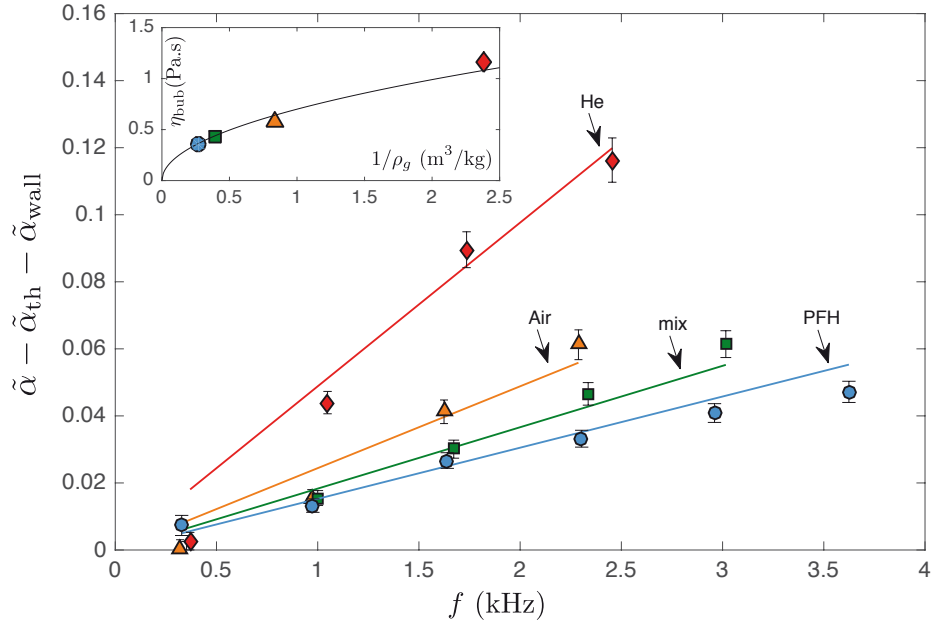 0.16
0.14
0.12
0.1
0.08
0.06
0.04
0.02
0
α̃ − α̃th − α̃wall
0 0.5 1 1.5 2 2.5 3 3.5 4
f (kHz)
He
Air
mix
PFH
1.5
1
0.5
0
ηbub(Pa.s)
1/ρg (m³/kg)
0 0.5 1 1.5 2 2.5